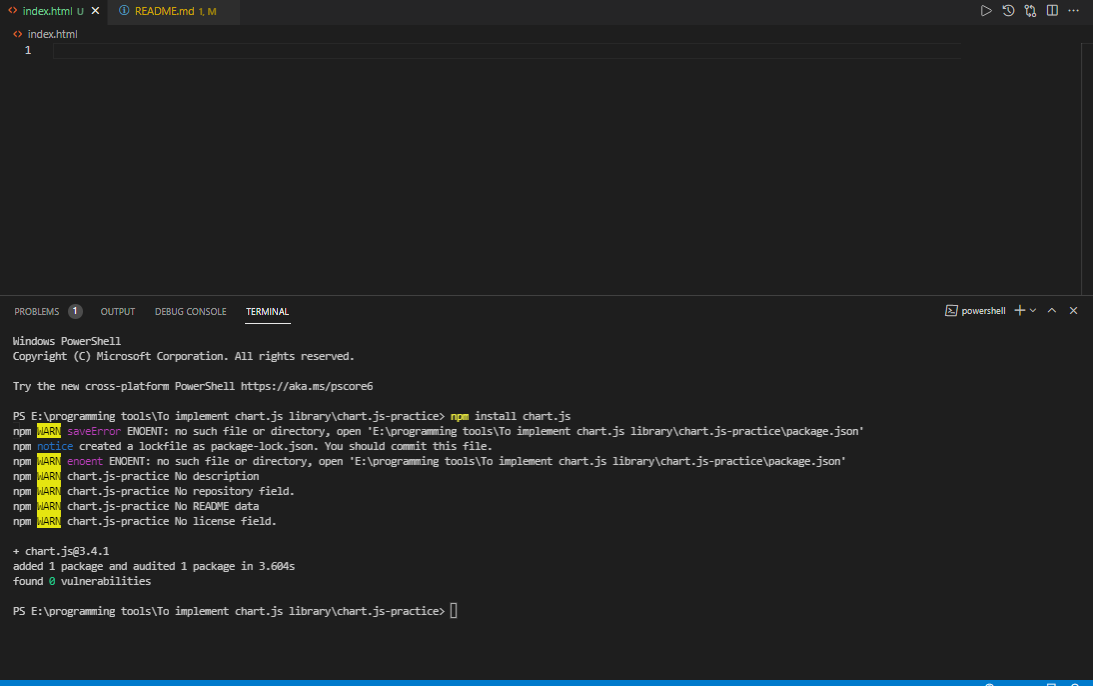 index.html U
README.md 1, M
index.html
1
PROBLEMS 1 OUTPUT DEBUG CONSOLE TERMINAL powershell
Windows PowerShell
Copyright (C) Microsoft Corporation. All rights reserved.
Try the new cross-platform PowerShell https://aka.ms/pscore6
PS E:\programming tools\To implement chart.js library\chart.js-practice> npm install chart.js
npm WARN saveError ENOENT: no such file or directory, open 'E:\programming tools\To implement chart.js library\chart.js-practice\package.json'
npm notice created a lockfile as package-lock.json. You should commit this file.
npm WARN enoent ENOENT: no such file or directory, open 'E:\programming tools\To implement chart.js library\chart.js-practice\package.json'
npm WARN chart.js-practice No description
npm WARN chart.js-practice No repository field.
npm WARN chart.js-practice No README data
npm WARN chart.js-practice No license field.
+ chart.js@3.4.1
added 1 package and audited 1 package in 3.604s
found 0 vulnerabilities
PS E:\programming tools\To implement chart.js library\chart.js-practice>